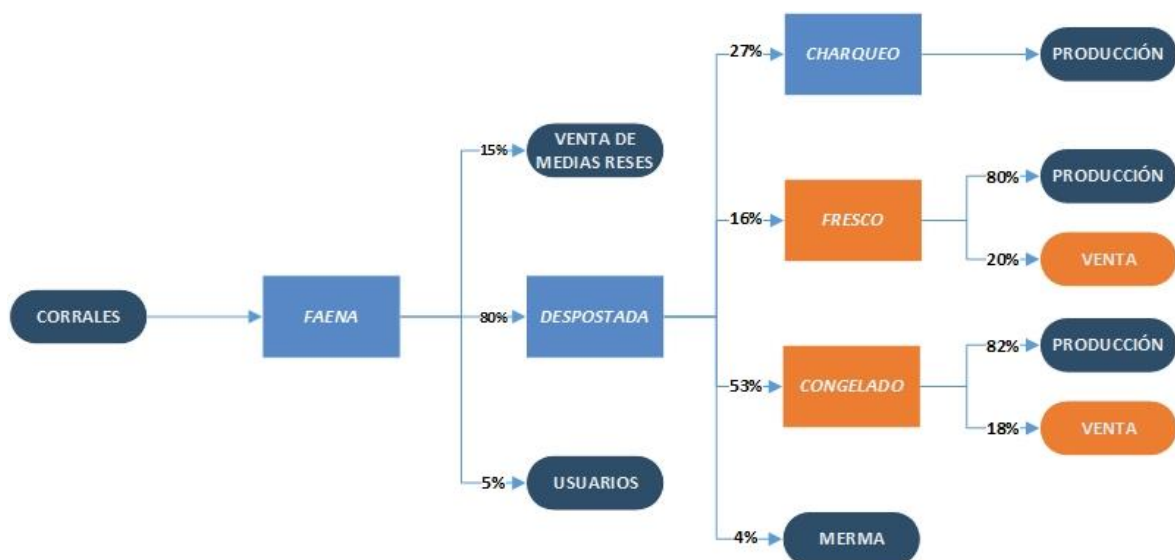 27%
CHARQUEO
PRODUCCIÓN
15%
VENTA DE
MEDIAS RESES
80%
PRODUCCIÓN
16%
FRESCO
20%
VENTA
CORRALES
FAENA
80%
DESPOSTADA
82%
PRODUCCIÓN
53%
CONGELADO
18%
VENTA
5%
USUARIOS
4%
MERMA